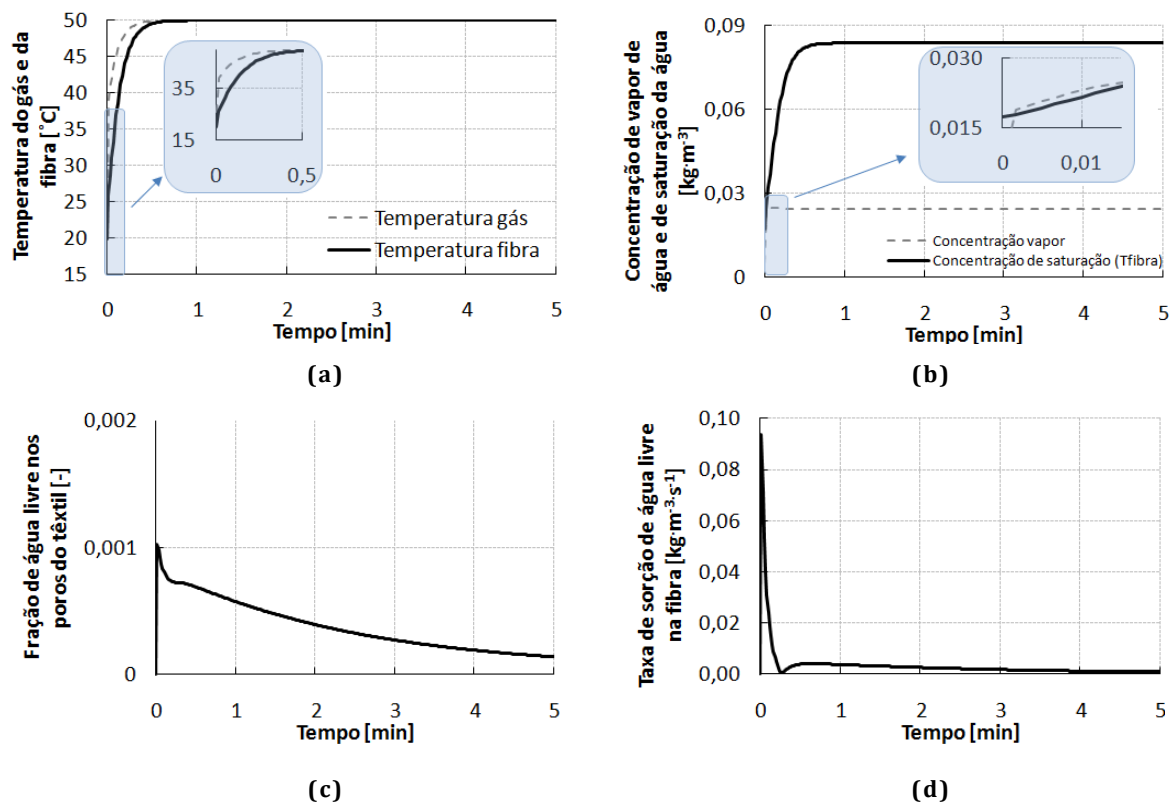 Temperatura do gás e da
fibra [˚C]
50
45
40
35
30
25
20
15
35
15
0
0,5
Temperatura gás
Temperatura fibra
0
1
2
3
4
5
Tempo [min]
(a)
Concentração de vapor de
água e de saturação da água
[kg·m⁻³]
0,09
0,06
0,03
0
0,030
0,015
0
0,01
Concentração vapor
Concentração de saturação (Tfibra)
0
1
2
3
4
5
Tempo [min]
(b)
Fração de água livre nos
poros do têxtil [-]
0,002
0,001
0
0
1
2
3
4
5
Tempo [min]
(c)
Taxa de sorção de água livre
na fibra [kg·m⁻³·s⁻¹]
0,10
0,08
0,06
0,04
0,02
0,00
0
1
2
3
4
5
Tempo [min]
(d)